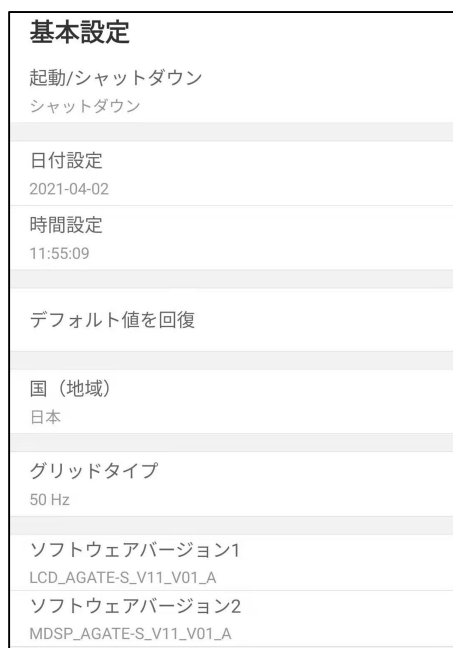 基本設定
起動/シャットダウン
シャットダウン
日付設定
2021-04-02
時間設定
11:55:09
デフォルト値を回復
国（地域）
日本
グリッドタイプ
50 Hz
ソフトウェアバージョン1
LCD_AGATE-S_V11_V01_A
ソフトウェアバージョン2
MDSP_AGATE-S_V11_V01_A